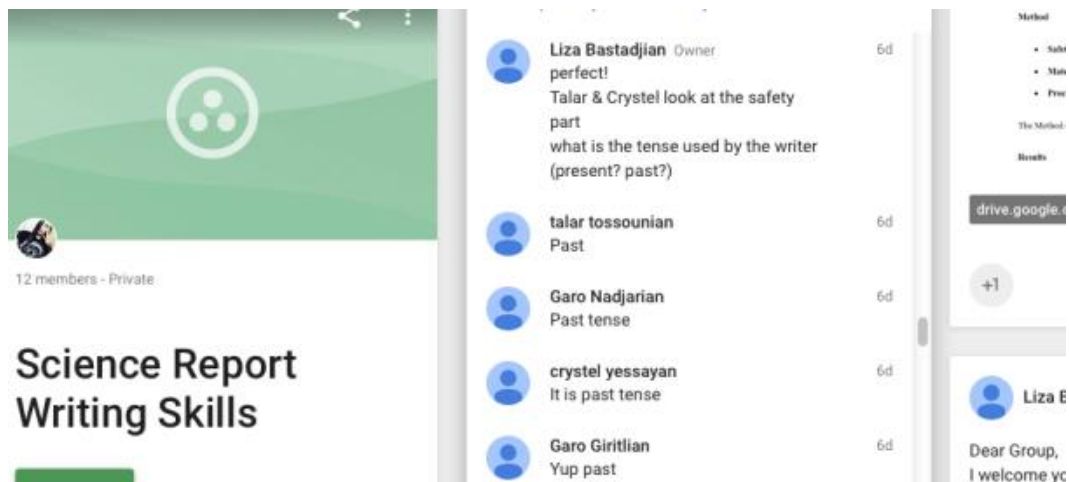 12 members - Private
Science Report
Writing Skills
Liza Bastadjian Owner 6d
perfect!
Talar & Crystel look at the safety
part
what is the tense used by the writer
(present? past?)
talar tossounian 6d
Past
Garo Nadjarian 6d
Past tense
crystel yessayan 6d
It is past tense
Garo Giritlian 6d
Yup past
Method
The Method
Results
drive.google.
+1
Liza
Dear Group,
I welcome